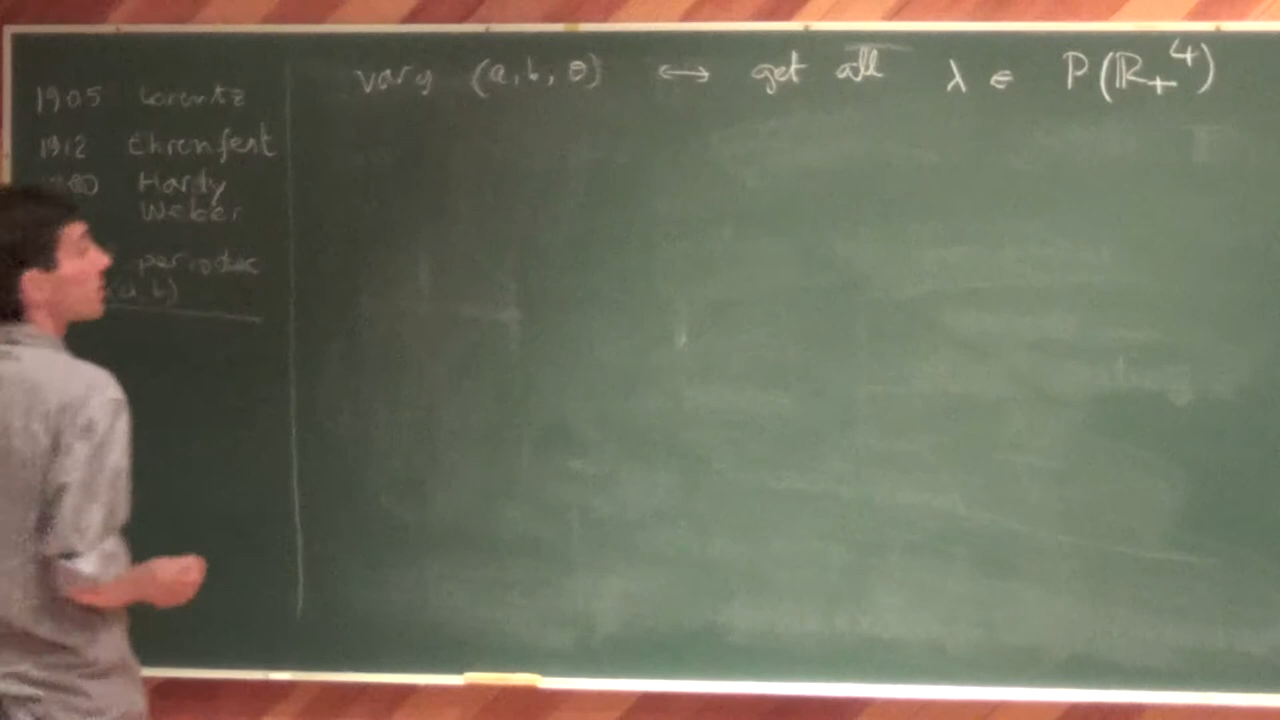 1905 Lorentz
1912 Ehrenfest
Hardy
Weber
periodic
(a b)
vary (a, b, θ) ↔ get all λ ∈ P(ℝ₊⁴)